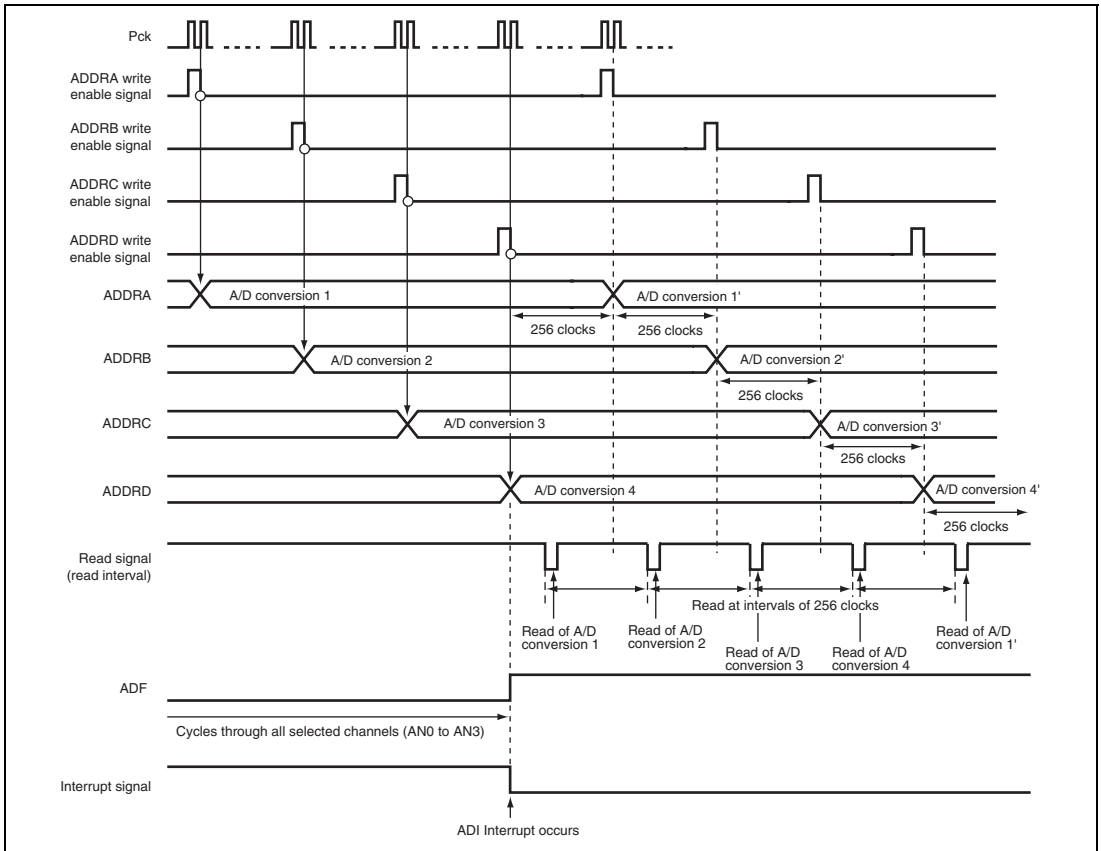 Pck
ADDRA write
enable signal
ADDRB write
enable signal
ADDRC write
enable signal
ADDRD write
enable signal
ADDRA
A/D conversion 1
A/D conversion 1'
256 clocks
256 clocks
ADDRB
A/D conversion 2
A/D conversion 2'
256 clocks
ADDRC
A/D conversion 3
A/D conversion 3'
256 clocks
ADDRD
A/D conversion 4
A/D conversion 4'
256 clocks
Read signal
(read interval)
Read at intervals of 256 clocks
Read of A/D
conversion 1
Read of A/D
conversion 2
Read of A/D
conversion 3
Read of A/D
conversion 4
Read of A/D
conversion 1'
ADF
Cycles through all selected channels (AN0 to AN3)
Interrupt signal
ADI Interrupt occurs